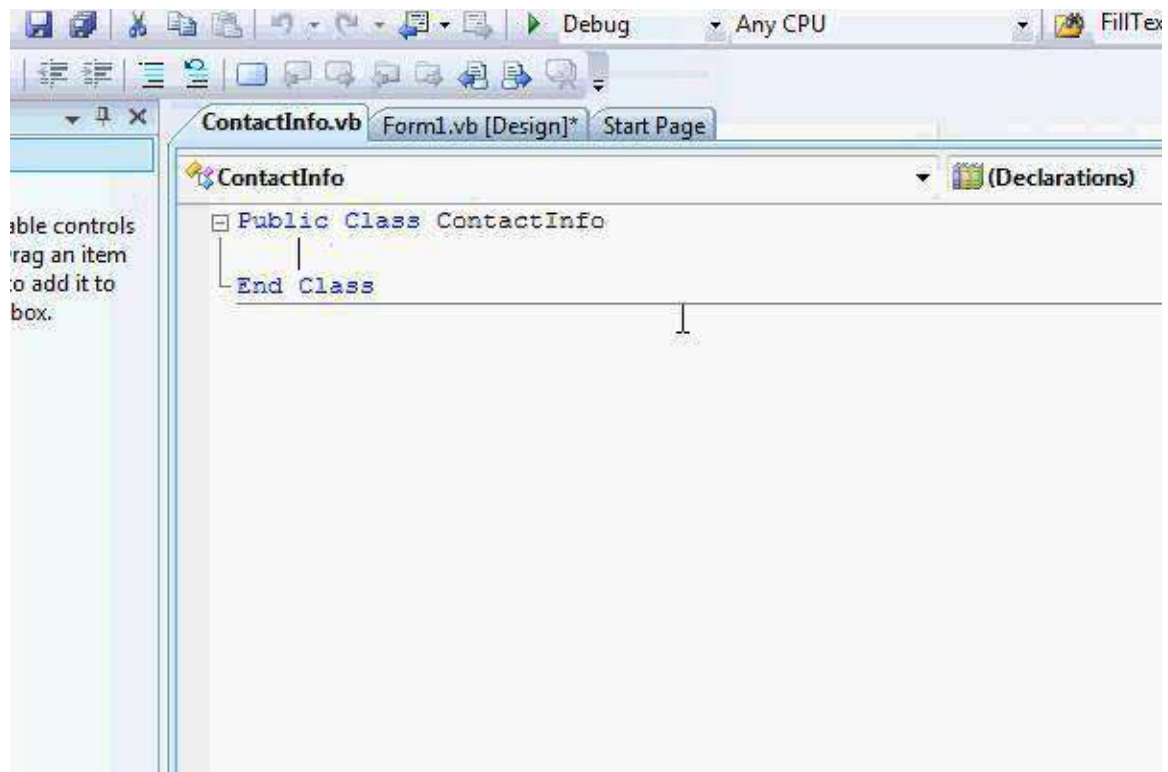 Debug Any CPU FillTex
ContactInfo.vb Form1.vb [Design]* Start Page
ContactInfo (Declarations)
able controls
rag an item
o add it to
box.
Public Class ContactInfo
End Class